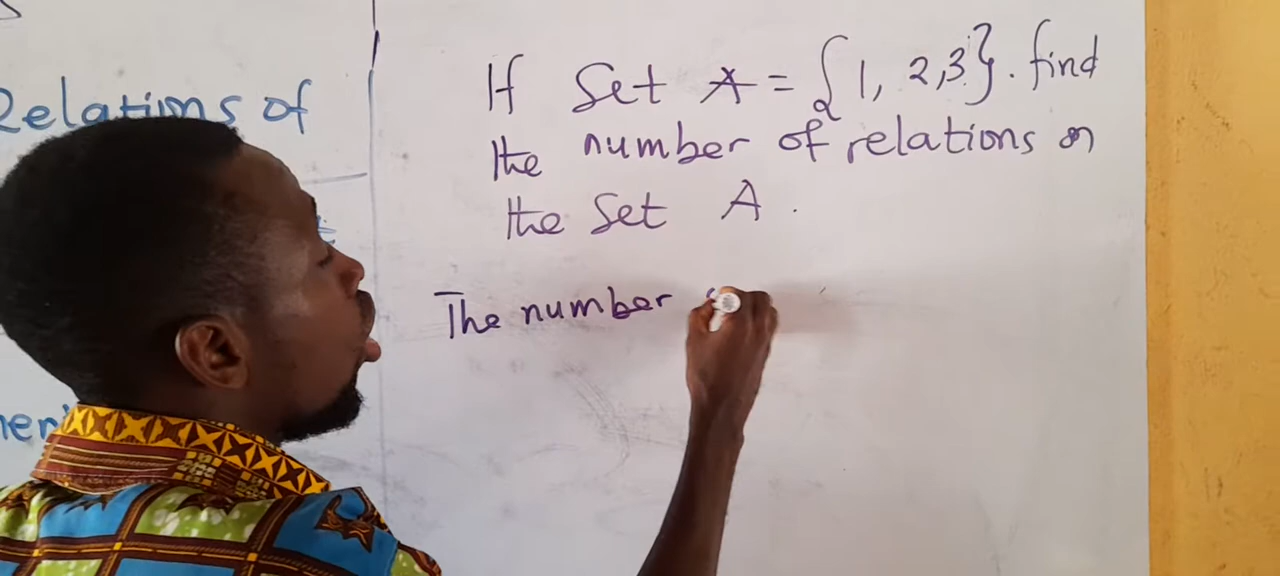 Relations of
If Set A = {1, 2,3}. find
the number of relations on
the Set A.
The number